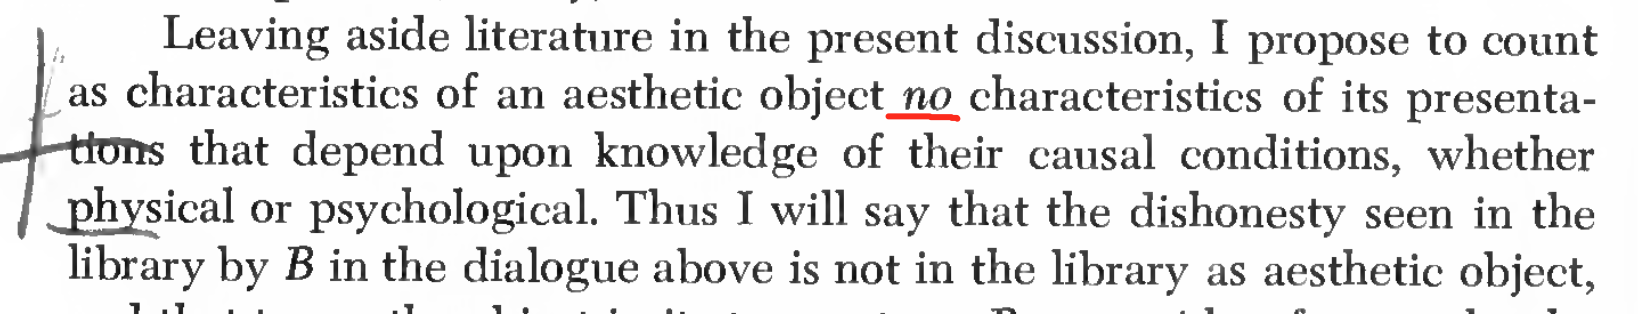 Leaving aside literature in the present discussion, I propose to count
as characteristics of an aesthetic object no characteristics of its presenta-
tions that depend upon knowledge of their causal conditions, whether
physical or psychological. Thus I will say that the dishonesty seen in the
library by B in the dialogue above is not in the library as aesthetic object,